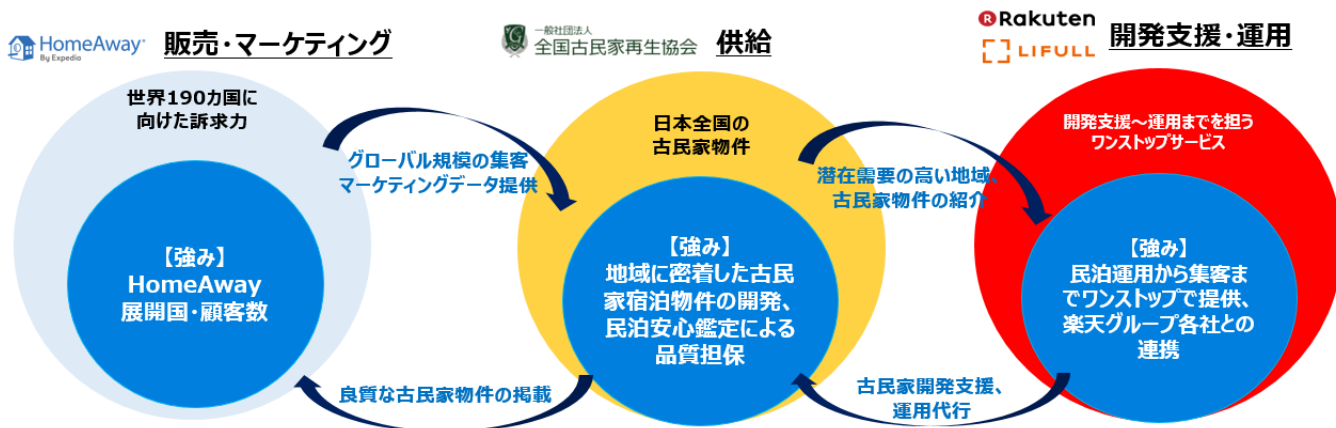 HomeAway
By Expedia
販売・マーケティング
一般社団法人
全国古民家再生協会
供給
Rakuten
LIFULL
開発支援・運用
世界190カ国に
向けた訴求力
【強み】
HomeAway
展開国・顧客数
グローバル規模の集客
マーケティングデータ提供
良質な古民家物件の掲載
日本全国の
古民家物件
【強み】
地域に密着した古民
家宿泊物件の開発、
民泊安心鑑定による
品質担保
潜在需要の高い地域、
古民家物件の紹介
古民家開発支援、
運用代行
開発支援～運用までを担う
ワンストップサービス
【強み】
民泊運用から集客ま
でワンストップで提供、
楽天グループ各社との
連携